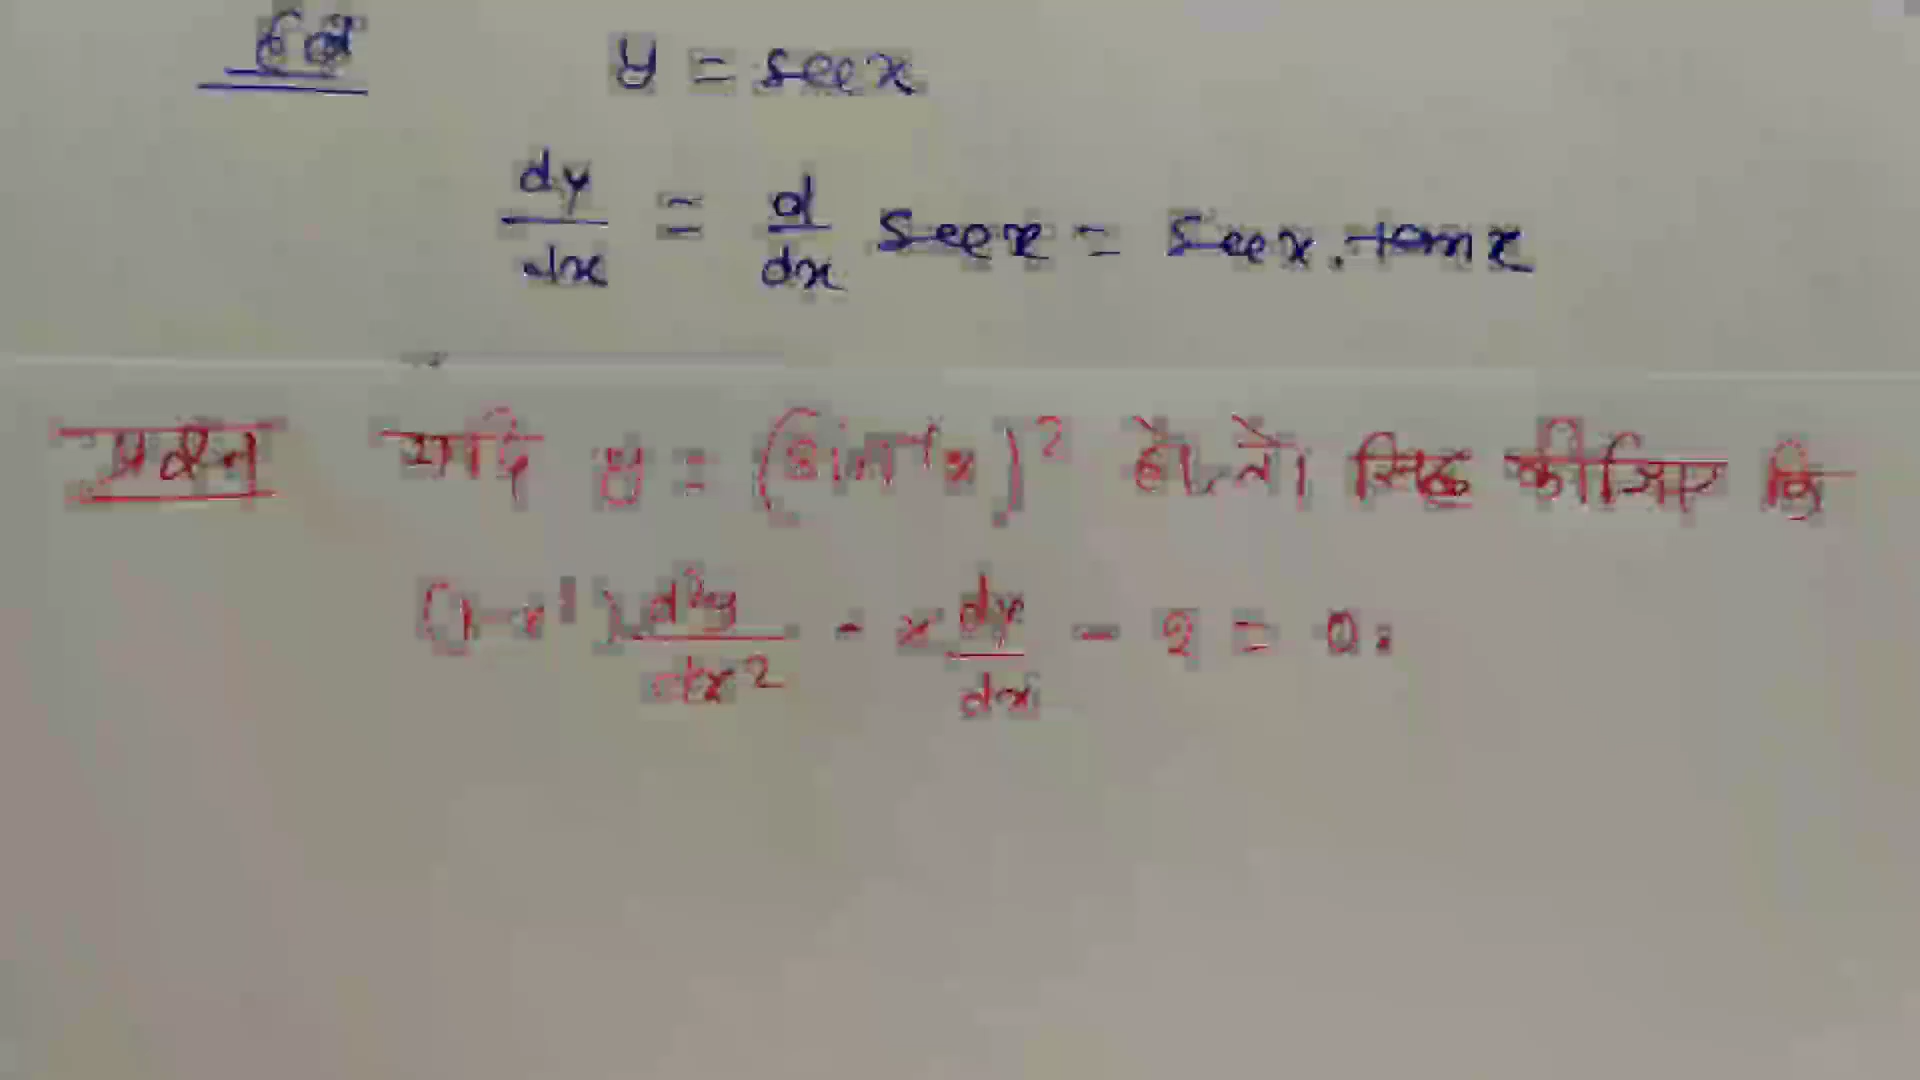 हल y = secx
dy/dx = d/dx secx = secx.tanx
प्रश्न यदि y = (sin⁻¹x)² हो, तो सिद्ध कीजिए कि
(1-x²) d²y/dx² - x dy/dx - 2 = 0.